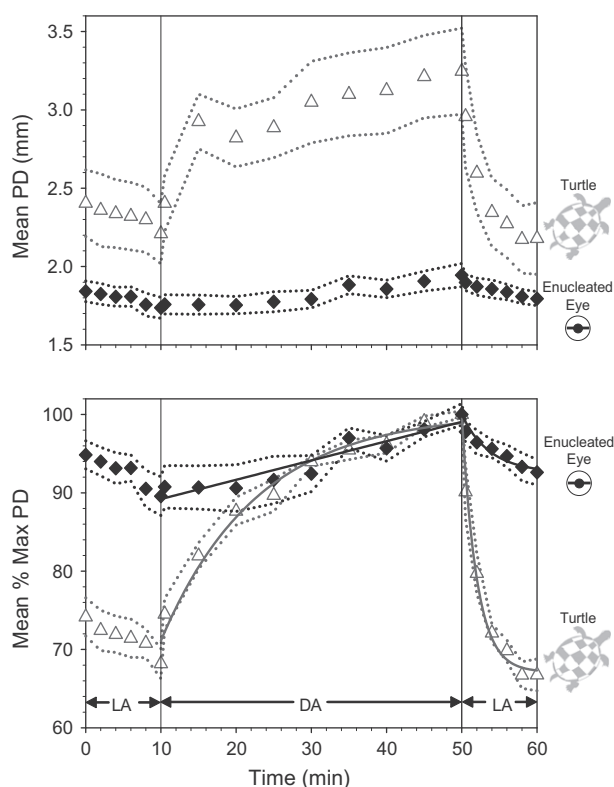 3.5
3.0
2.5
2.0
1.5
Mean PD (mm)
Turtle
Enucleated
Eye
100
90
80
70
60
Mean % Max PD
Enucleated
Eye
Turtle
LA
DA
LA
0
10
20
30
40
50
60
Time (min)